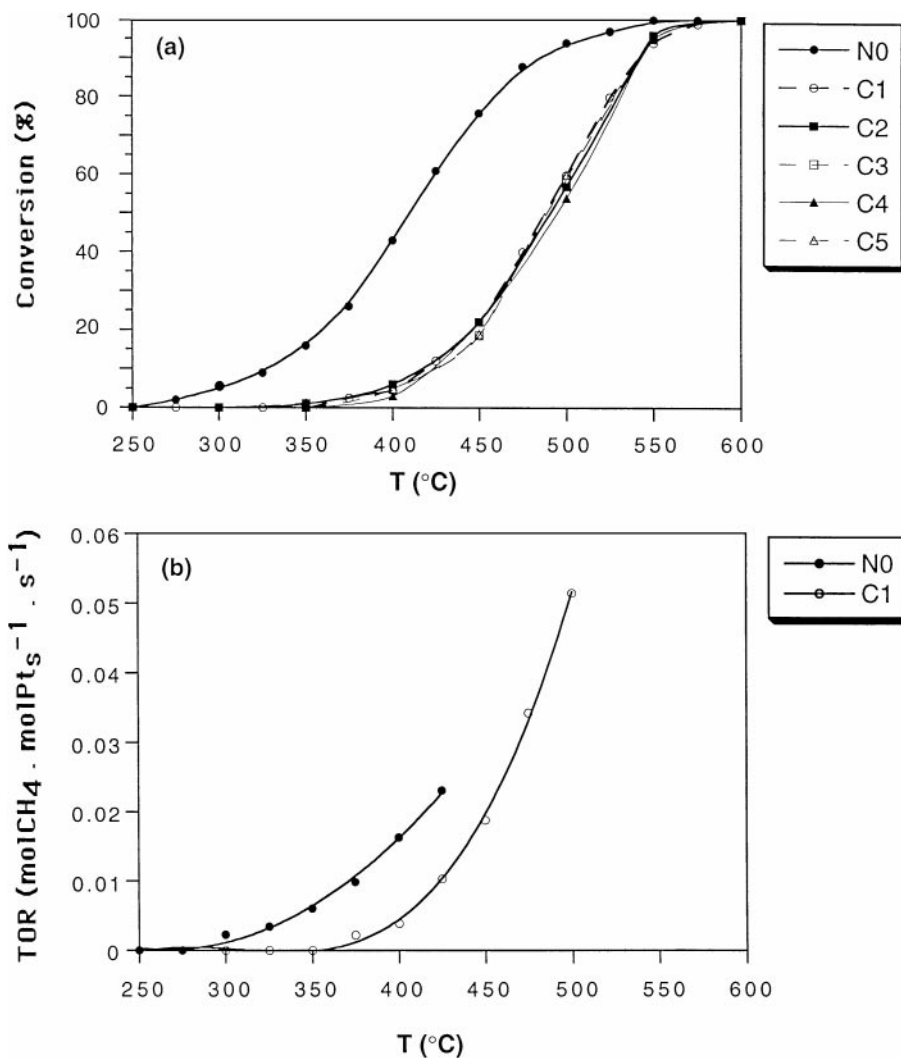 (a)
Conversion (%)
100
80
60
40
20
0
250 300 350 400 450 500 550 600
T (°C)
N0
C1
C2
C3
C4
C5
(b)
TOR (molCH4 . molPts⁻¹ . s⁻¹)
0.06
0.05
0.04
0.03
0.02
0.01
0
250 300 350 400 450 500 550 600
T (°C)
N0
C1